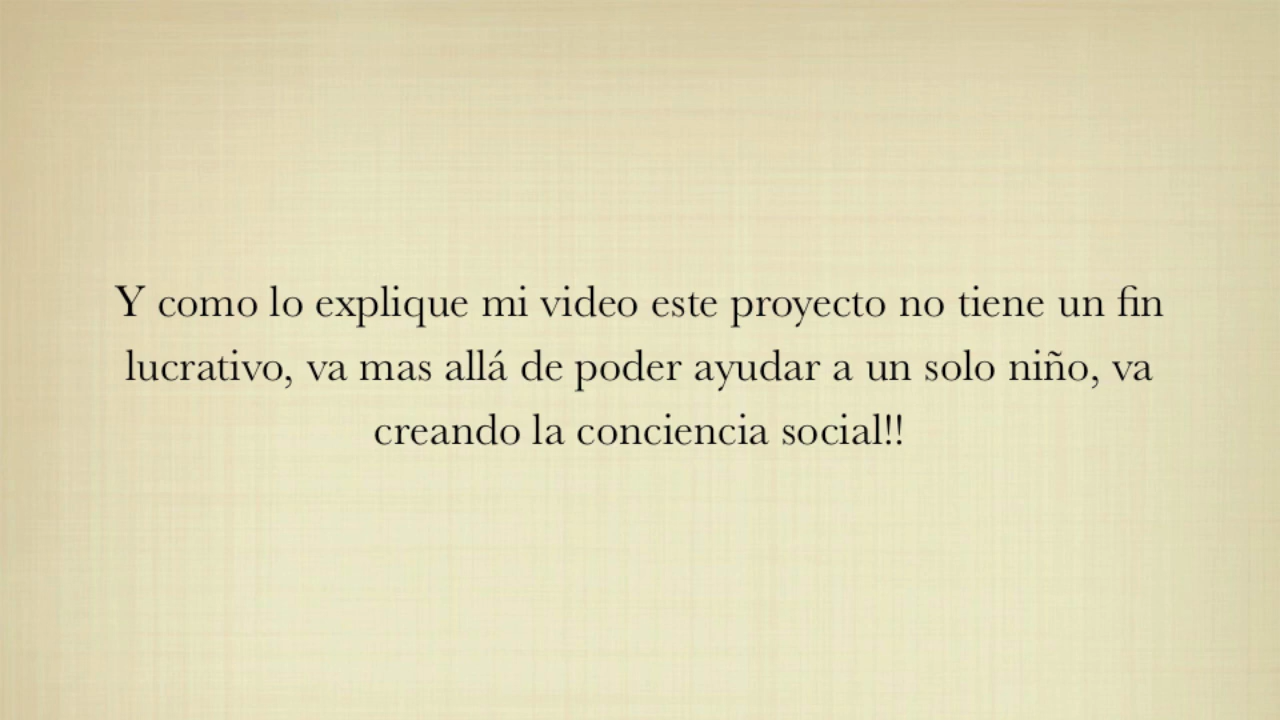 Y como lo explique mi video este proyecto no tiene un fin
lucrativo, va mas allá de poder ayudar a un solo niño, va
creando la conciencia social!!